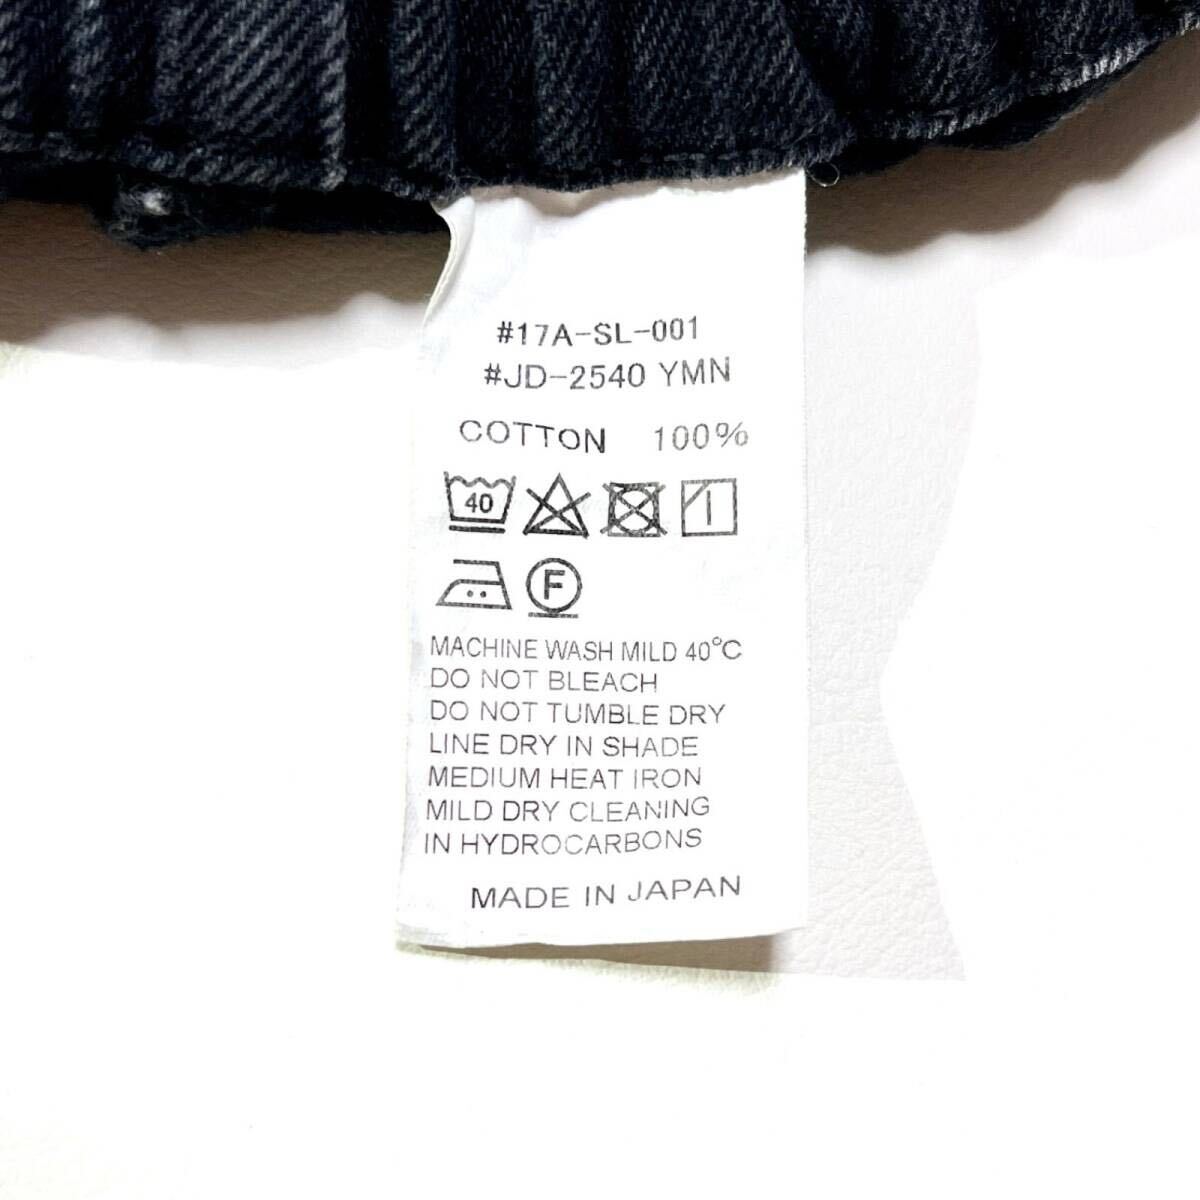 #17A-SL-001
#JD-2540 YMN
COTTON 100%
40
F
MACHINE WASH MILD 40°C
DO NOT BLEACH
DO NOT TUMBLE DRY
LINE DRY IN SHADE
MEDIUM HEAT IRON
MILD DRY CLEANING
IN HYDROCARBONS
MADE IN JAPAN